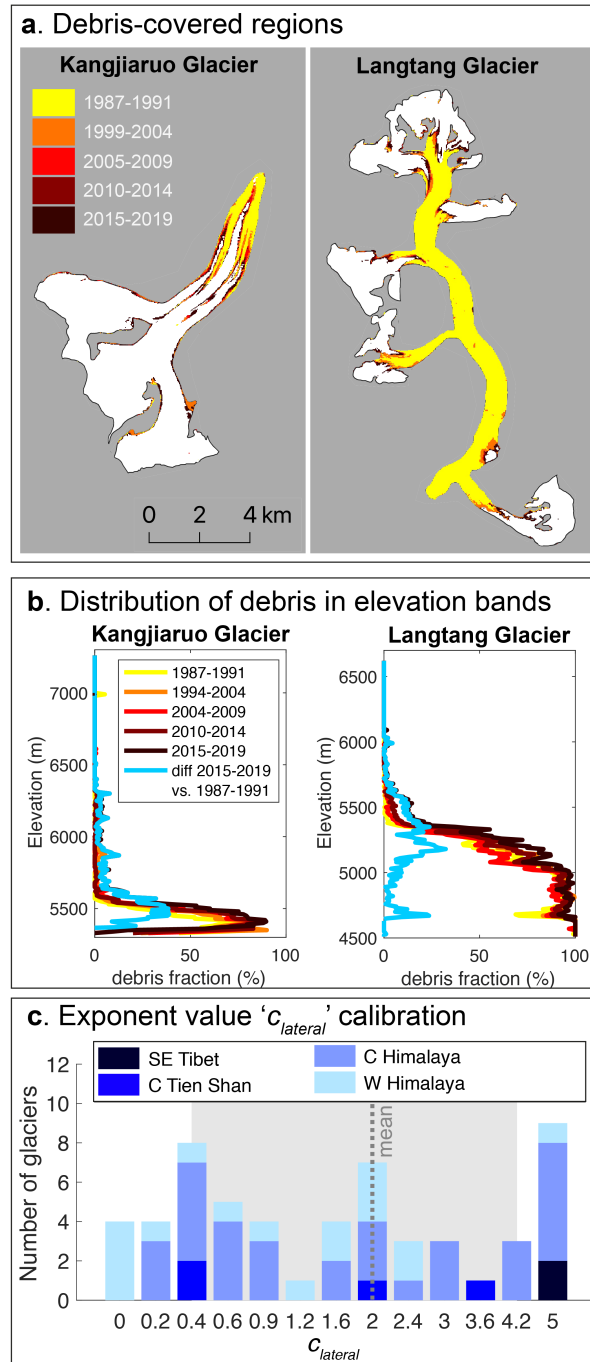 a. Debris-covered regions
Kangjiaruo Glacier
Langtang Glacier
1987-1991
1999-2004
2005-2009
2010-2014
2015-2019
0 2 4 km
b. Distribution of debris in elevation bands
Kangjiaruo Glacier
Langtang Glacier
7000
6500
6000
5500
Elevation (m)
1987-1991
1994-2004
2004-2009
2010-2014
2015-2019
diff 2015-2019
vs. 1987-1991
0 100
debris fraction (%)
6500
6000
5500
5000
4500
Elevation (m)
0 100
debris fraction (%)
c. Exponent value ‘c_lateral’ calibration
SE Tibet
C Tien Shan
C Himalaya
W Himalaya
12
10
8
6
4
2
0
Number of glaciers
mean
0 0.2 0.4 0.6 0.9 1.2 1.6 2 2.4 3 3.6 4.2 5
c_lateral